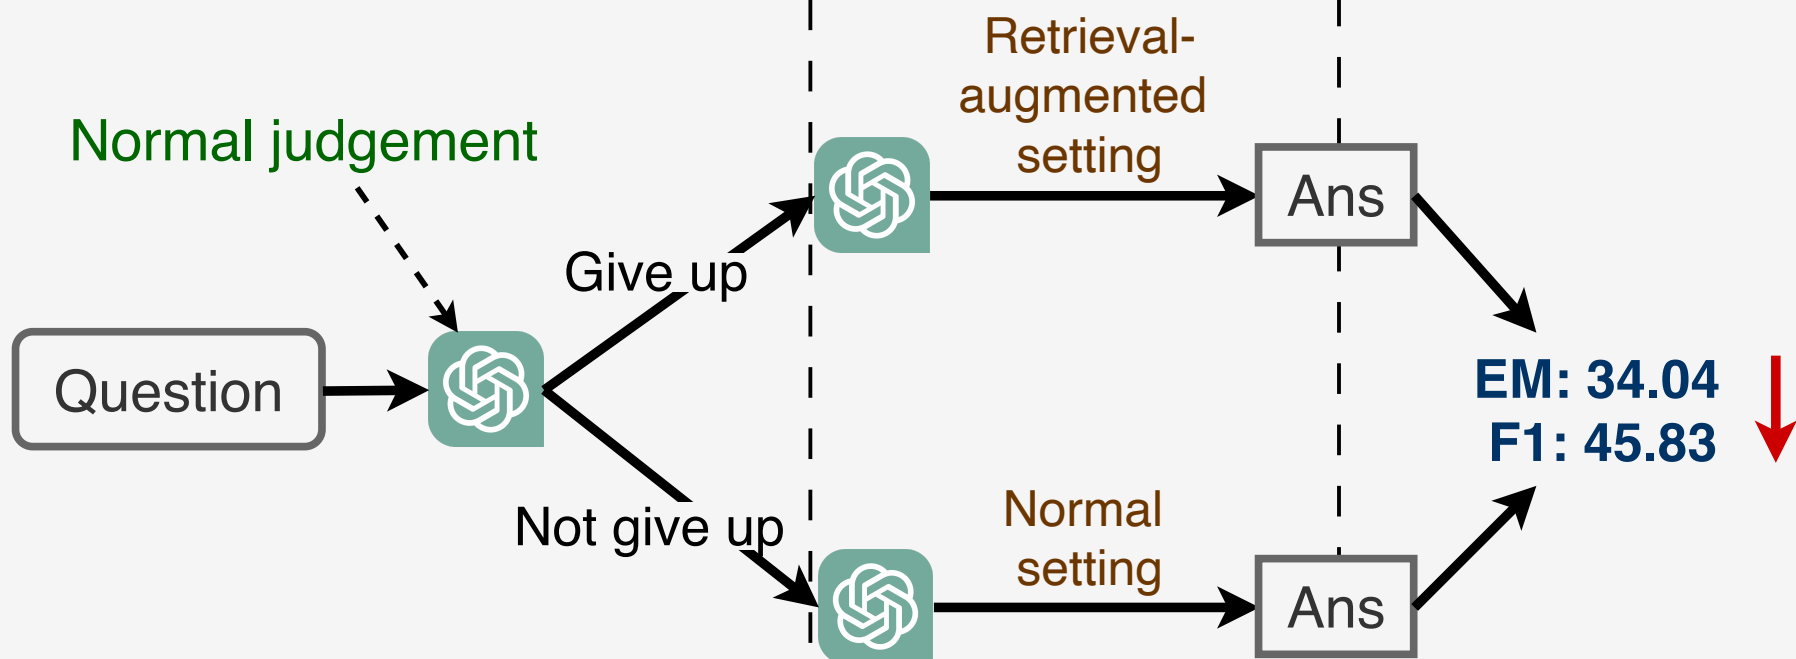 Retrieval-
augmented
setting
Normal judgement
Ans
Give up
Question
EM: 34.04
F1: 45.83
Not give up
Normal
setting
Ans